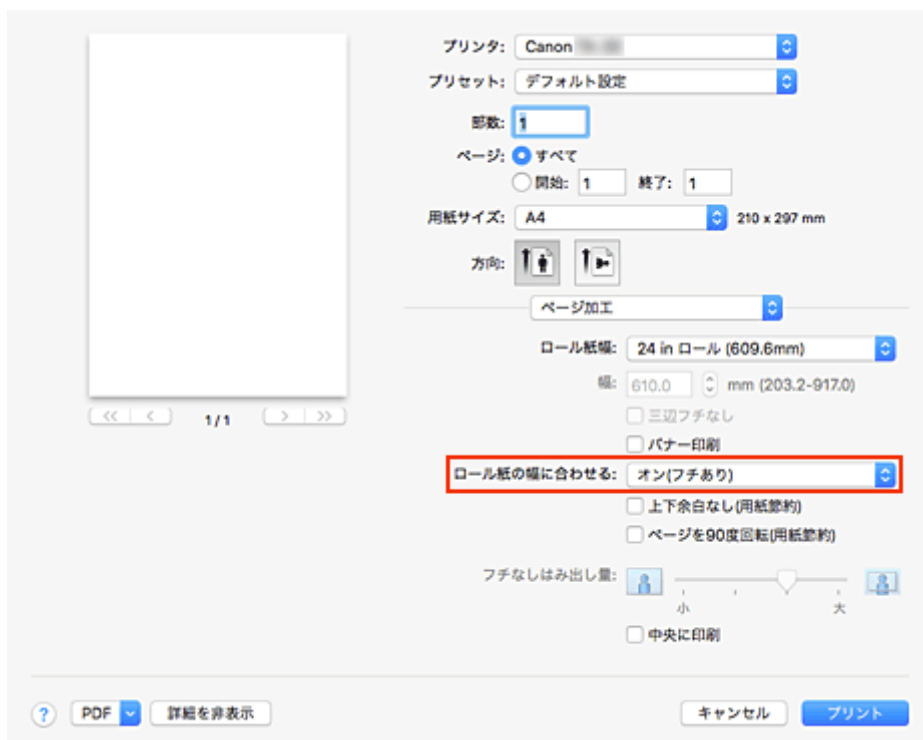 プリンタ: Canon
プリセット: デフォルト設定
部数: 1
ページ: すべて
開始: 1 終了: 1
用紙サイズ: A4 210 x 297 mm
方向:
ページ加工
ロール紙幅: 24 in ロール (609.6mm)
幅: 610.0 mm (203.2-917.0)
三辺フチなし
バナー印刷
<< < 1 / 1 > >>
ロール紙の幅に合わせる: オン(フチあり)
上下余白なし(用紙節約)
ページを90度回転(用紙節約)
フチなしはみ出し量:
小 大
中央に印刷
? PDF 詳細を非表示 キャンセル プリント